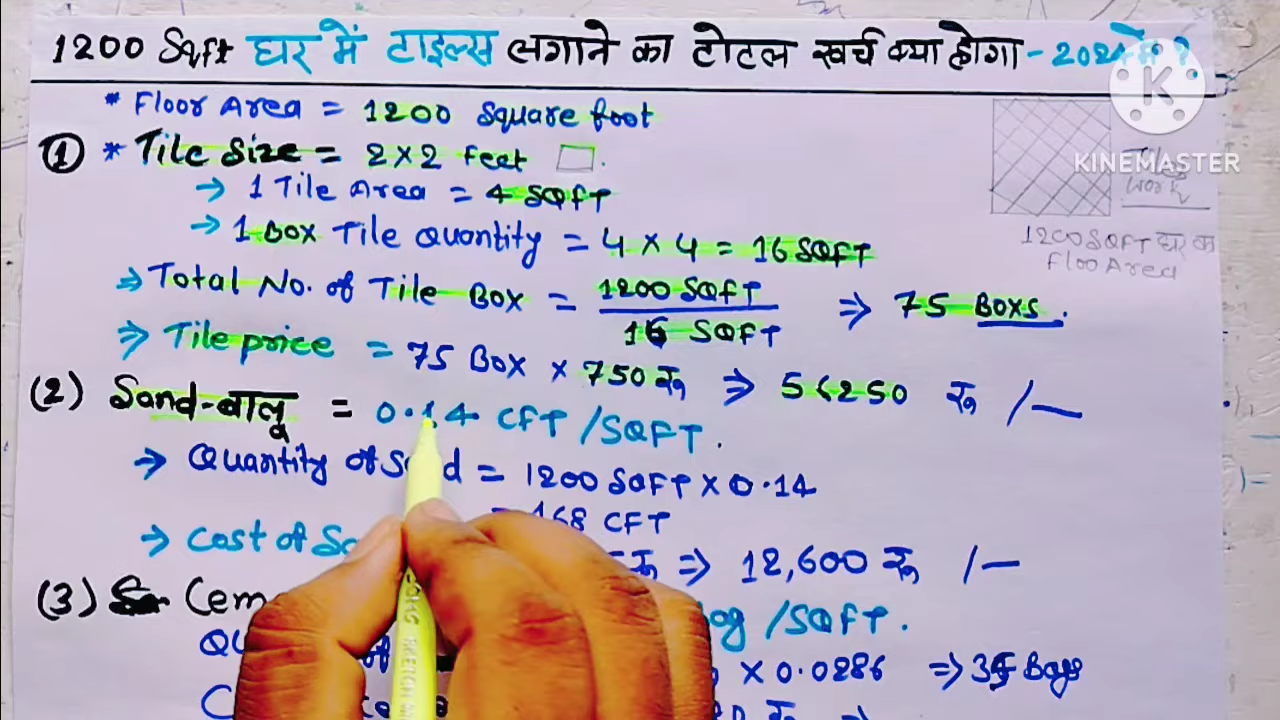 1200 Sqft घर में टाइल्स लगाने का टोटल खर्च क्या होगा - 2024 में ?
K
KINEMASTER
* Floor Area = 1200 Square foot
① * Tile Size = 2×2 feet
→ 1 Tile Area = 4 SQFT
→ 1 Box Tile Quantity = 4 × 4 = 16 SQFT
Tile
work
1200 SQFT घर का
Floo Area
⇒ Total No. of Tile Box = 1200 SQFT / 16 SQFT ⇒ 75 Boxs.
⇒ Tile price = 75 Box × 750 रु ⇒ 56250 रु /—
(2) Sand-बालू = 0.14 CFT /SQFT.
→ Quantity of Sand = 1200 SQFT × 0.14
= 168 CFT
→ Cost of ⇒ 12,600 रु /—
(3) Cem /SQFT.
× 0.0286 ⇒ 35 Bags